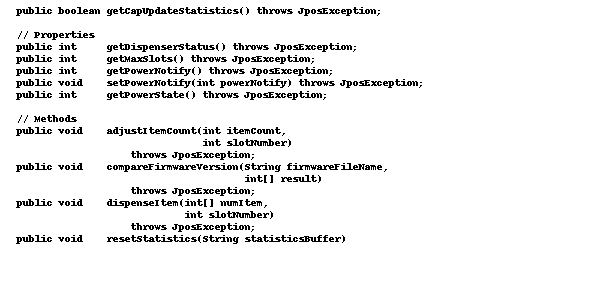 public boolean getCapUpdateStatistics() throws JposException;
// Properties
public int getDispenserStatus() throws JposException;
public int getMaxSlots() throws JposException;
public int getPowerNotify() throws JposException;
public void setPowerNotify(int powerNotify) throws JposException;
public int getPowerState() throws JposException;
// Methods
public void adjustItemCount(int itemCount,
int slotNumber)
throws JposException;
public void compareFirmwareVersion(String firmwareFileName,
int[] result)
throws JposException;
public void dispenseItem(int[] numItem,
int slotNumber)
throws JposException;
public void resetStatistics(String statisticsBuffer)